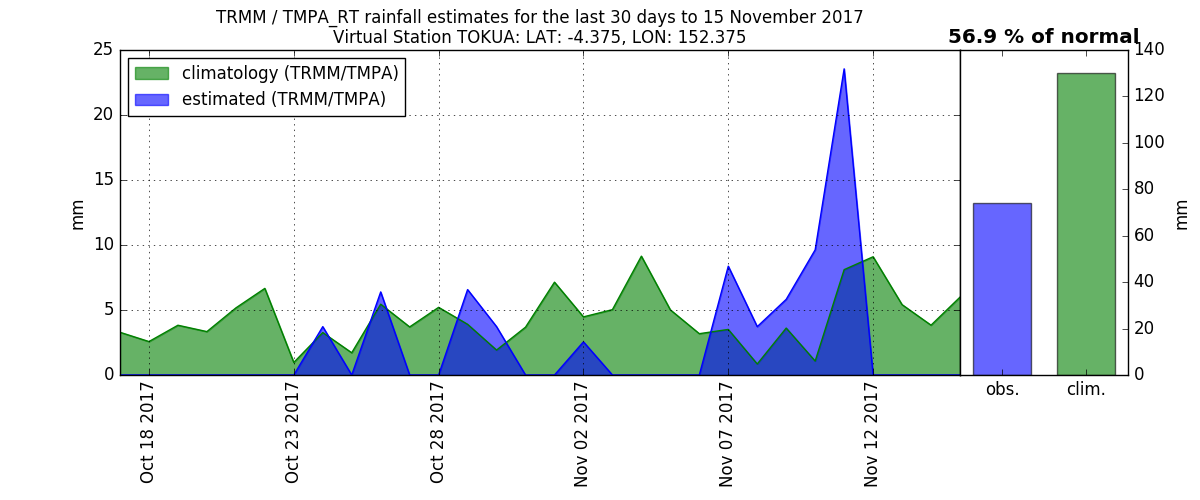 TRMM / TMPA_RT rainfall estimates for the last 30 days to 15 November 2017
Virtual Station TOKUA: LAT: -4.375, LON: 152.375
56.9 % of normal
climatology (TRMM/TMPA)
estimated (TRMM/TMPA)
25
20
15
10
5
0
mm
Oct 18 2017
Oct 23 2017
Oct 28 2017
Nov 02 2017
Nov 07 2017
Nov 12 2017
140
120
100
80
60
40
20
0
mm
obs.
clim.